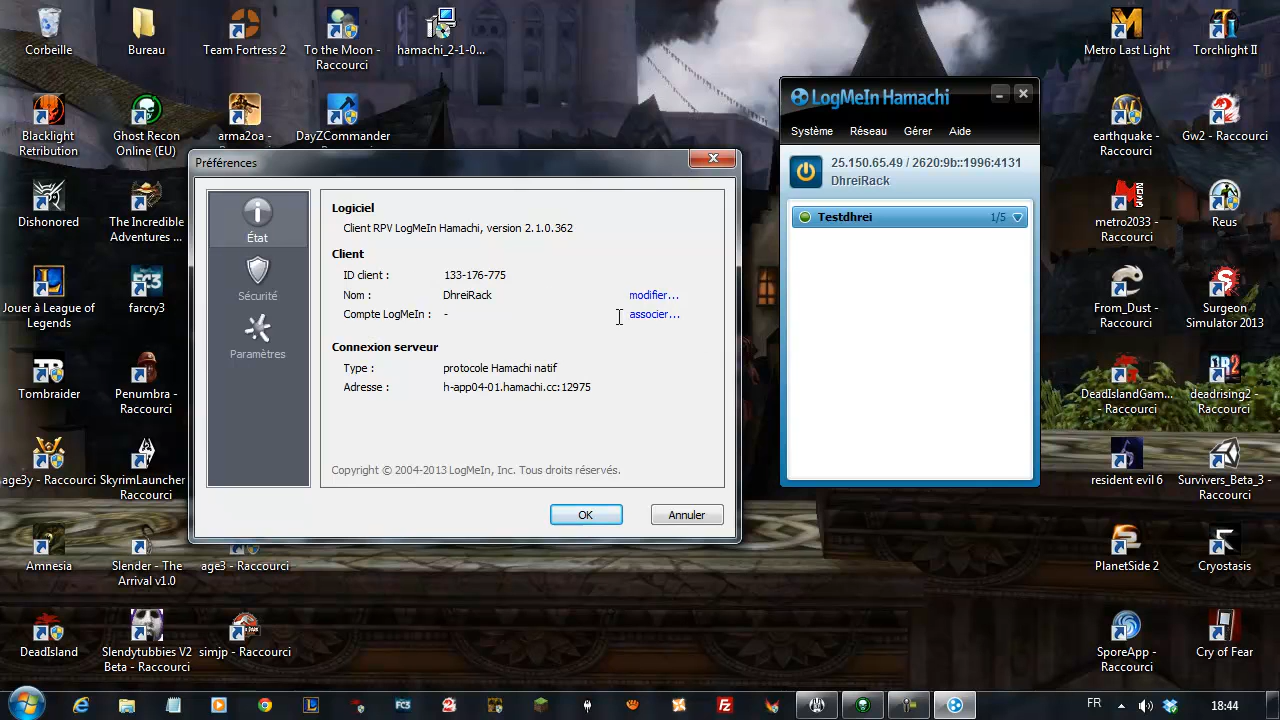 Corbeille
Bureau
Team Fortress 2
To the Moon -
Raccourci
hamachi_2-1-0...
Metro Last Light
Torchlight II
Blacklight
Retribution
Ghost Recon
Online (EU)
arma2oa -
DayZCommander
earthquake -
Raccourci
Gw2 - Raccourci
Dishonored
The Incredible
Adventures ...
metro2033 -
Raccourci
Reus
Jouer à League of
Legends
farcry3
From_Dust -
Raccourci
Surgeon
Simulator 2013
Tombraider
Penumbra -
Raccourci
DeadIslandGam...
- Raccourci
deadrising2 -
Raccourci
age3y - Raccourci
SkyrimLauncher
- Raccourci
resident evil 6
Survivers_Beta_3
- Raccourci
Amnesia
Slender - The
Arrival v1.0
age3 - Raccourci
PlanetSide 2
Cryostasis
DeadIsland
Slendytubbies V2
Beta - Raccourci
simjp - Raccourci
SporeApp -
Raccourci
Cry of Fear
Préférences
État
Sécurité
Paramètres
Logiciel
Client RPV LogMeIn Hamachi, version 2.1.0.362
Client
ID client : 133-176-775
Nom : DhreiRack modifier...
Compte LogMeIn : - associer...
Connexion serveur
Type : protocole Hamachi natif
Adresse : h-app04-01.hamachi.cc:12975
Copyright © 2004-2013 LogMeIn, Inc. Tous droits réservés.
OK
Annuler
LogMeIn Hamachi
Système Réseau Gérer Aide
25.150.65.49 / 2620:9b::1996:4131
DhreiRack
Testdhrei 1/5
FR
18:44